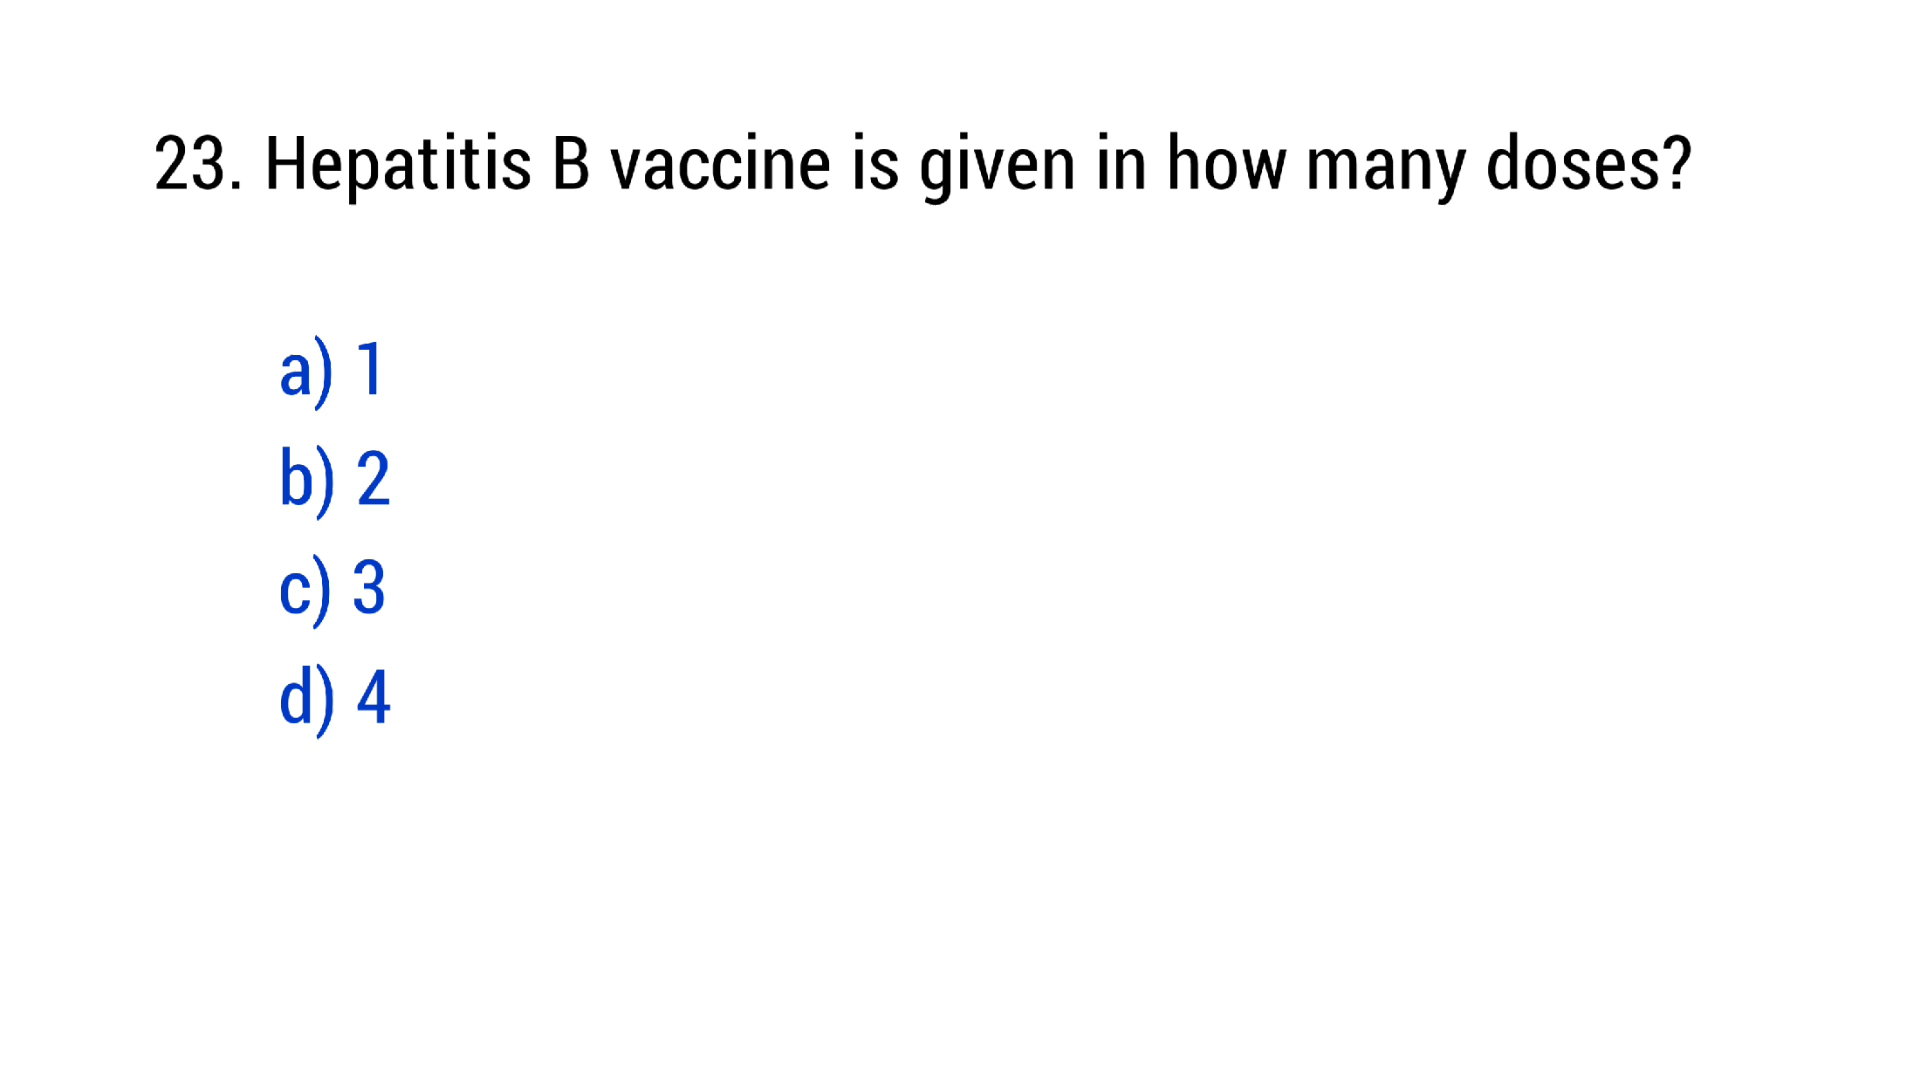 23. Hepatitis B vaccine is given in how many doses?
a) 1
b) 2
c) 3
d) 4